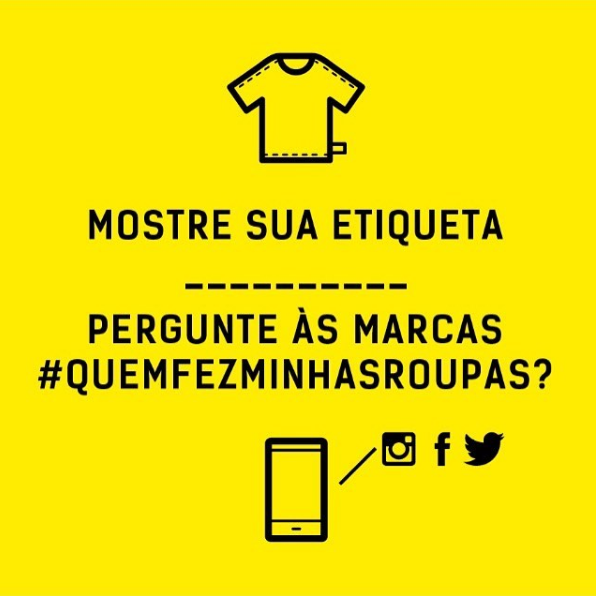 MOSTRE SUA ETIQUETA
PERGUNTE ÀS MARCAS
#QUEMFEZMINHASROUPAS?